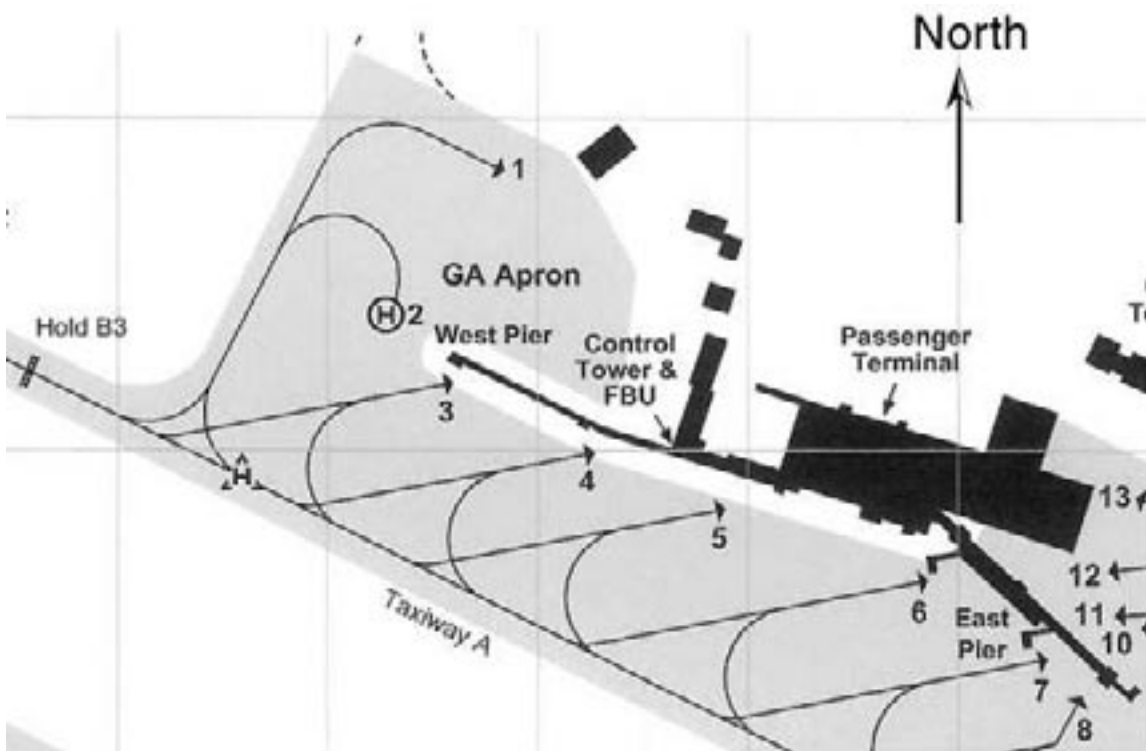 North
1
GA Apron
H 2
Hold B3
West Pier
Control
Tower &
FBU
Passenger
Terminal
3
H
4
13
5
12
6
11
East
Pier
10
Taxiway A
7
8